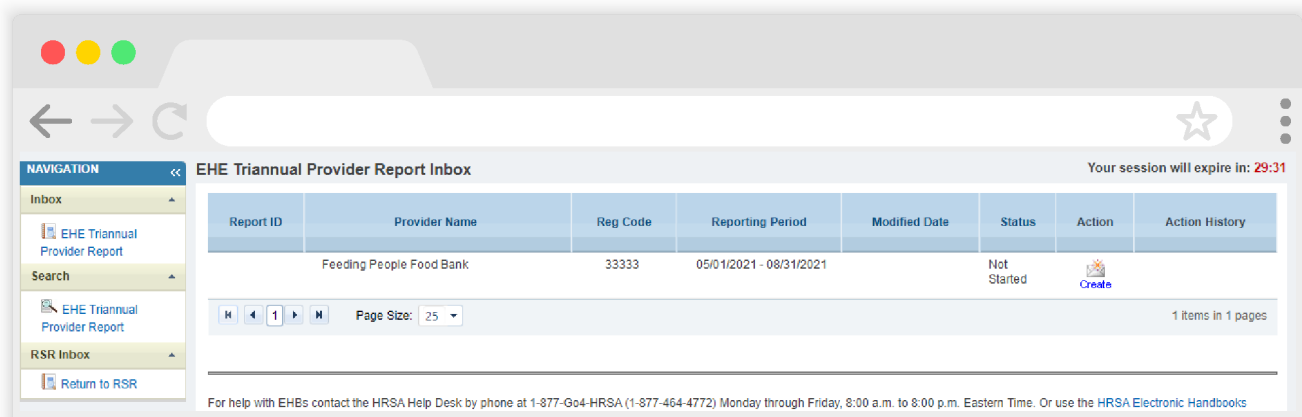 NAVIGATION
«
EHE Triannual Provider Report Inbox
Your session will expire in: 29:31
Inbox
EHE Triannual
Provider Report
Search
EHE Triannual
Provider Report
RSR Inbox
Return to RSR
Report ID Provider Name Reg Code Reporting Period Modified Date Status Action Action History
Feeding People Food Bank 33333 05/01/2021 - 08/31/2021 Not
Started Create
1 Page Size: 25 1 items in 1 pages
For help with EHBs contact the HRSA Help Desk by phone at 1-877-Go4-HRSA (1-877-464-4772) Monday through Friday, 8:00 a.m. to 8:00 p.m. Eastern Time. Or use the HRSA Electronic Handbooks